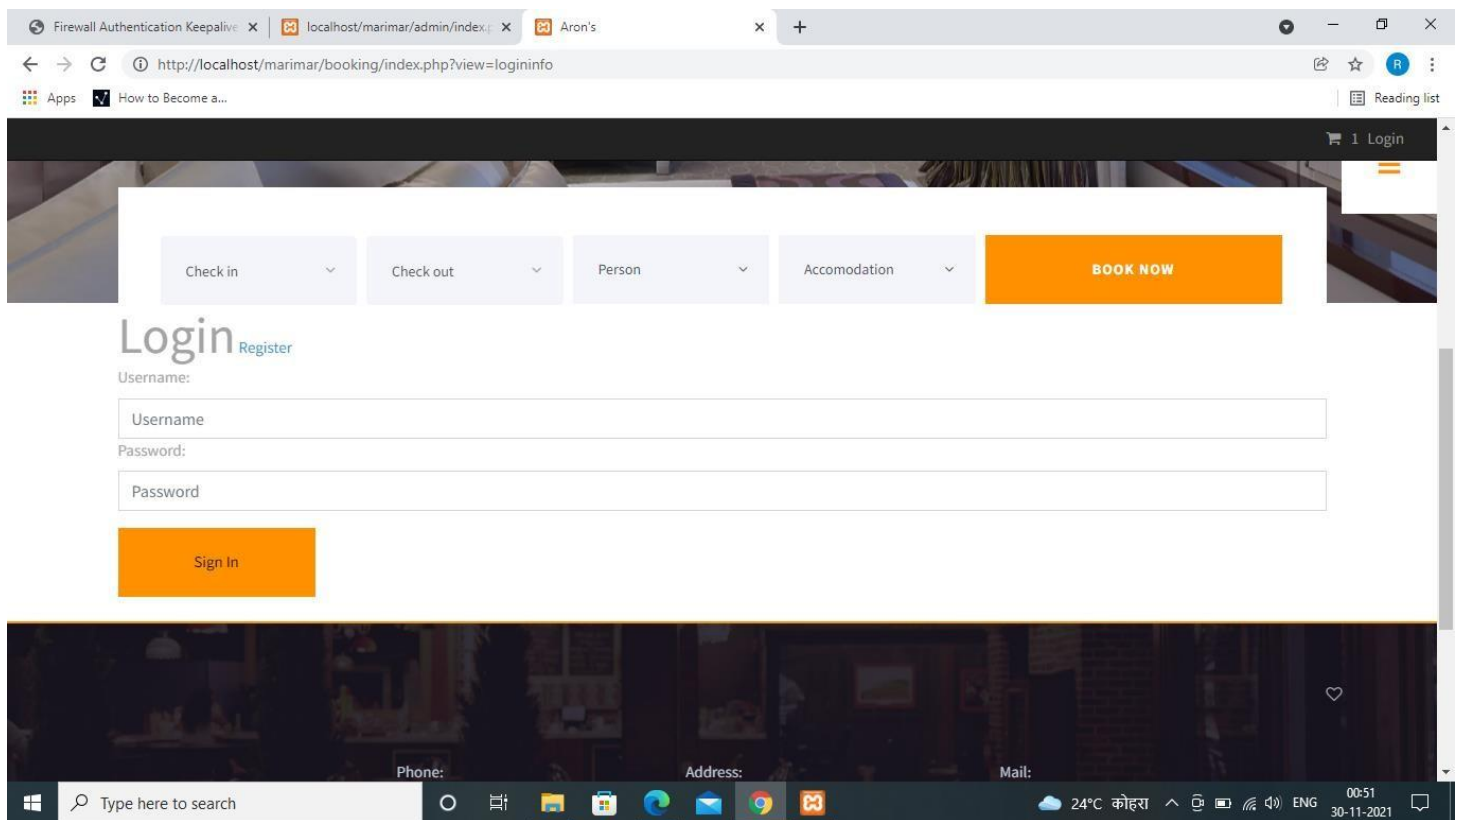 Firewall Authentication Keepalive
localhost/marimar/admin/index.p
Aron's
http://localhost/marimar/booking/index.php?view=logininfo
R
Apps
How to Become a...
Reading list
1 Login
Check in
Check out
Person
Accomodation
BOOK NOW
Login Register
Username:
Username
Password:
Password
Sign In
Phone:
Address:
Mail:
Type here to search
24°C कोहरा
ENG
00:51
30-11-2021